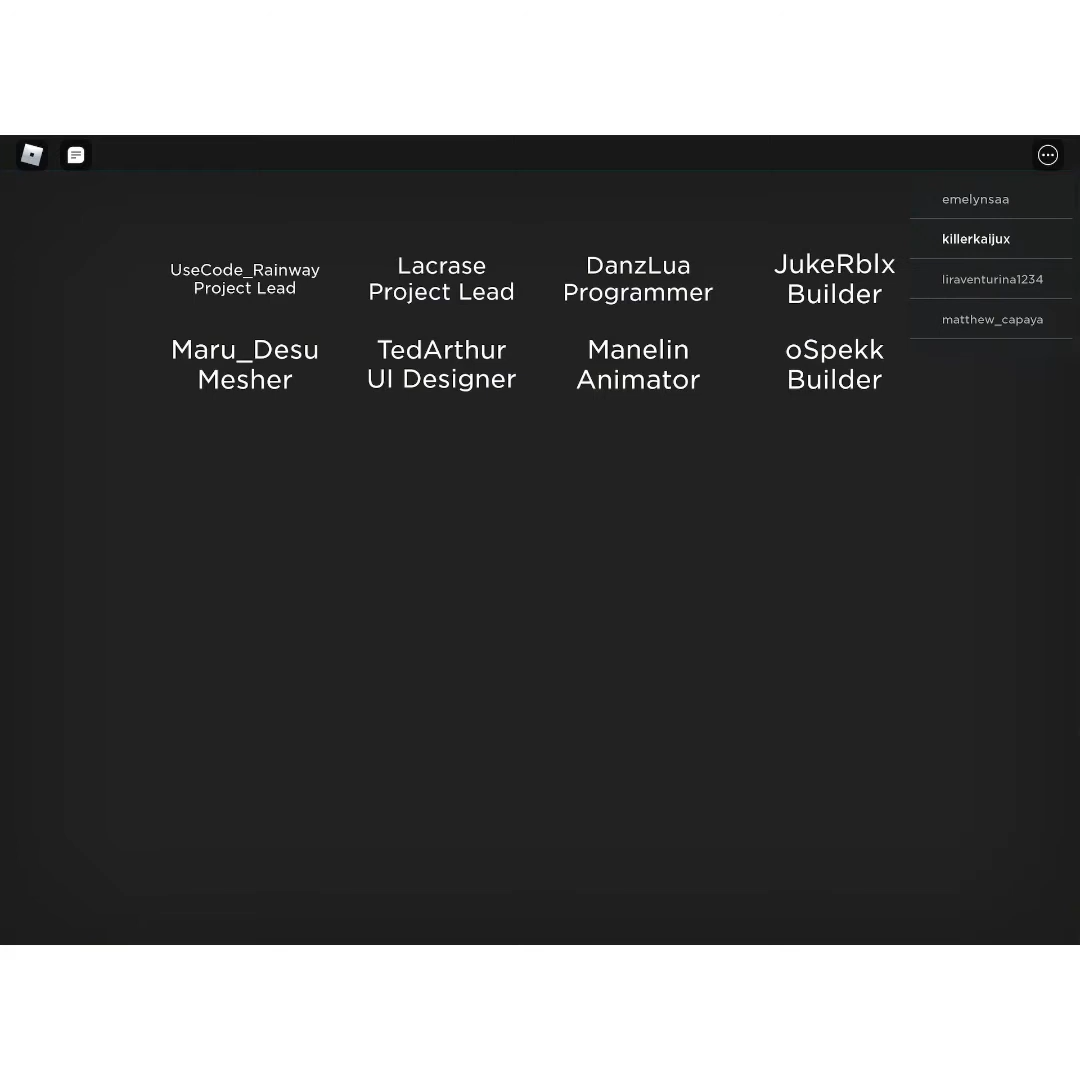 emelynsaa
killerkaijux
liraventurina1234
matthew_capaya
UseCode_Rainway
Project Lead
Lacrase
Project Lead
DanzLua
Programmer
JukeRblx
Builder
Maru_Desu
Mesher
TedArthur
UI Designer
Manelin
Animator
oSpekk
Builder